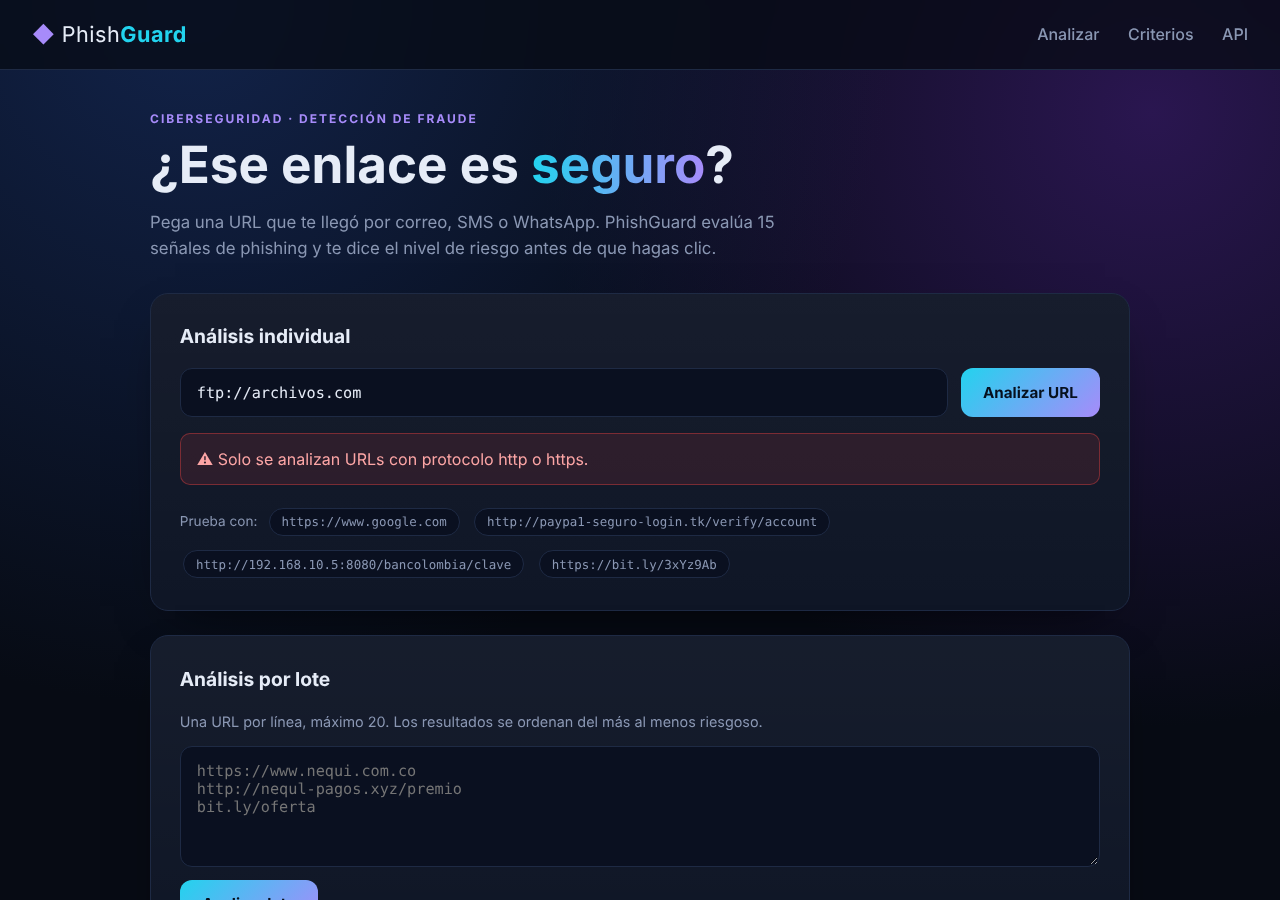 PhishGuard
Analizar Criterios API
CIBERSEGURIDAD · DETECCIÓN DE FRAUDE
¿Ese enlace es seguro?
Pega una URL que te llegó por correo, SMS o WhatsApp. PhishGuard evalúa 15
señales de phishing y te dice el nivel de riesgo antes de que hagas clic.
Análisis individual
ftp://archivos.com
Analizar URL
⚠ Solo se analizan URLs con protocolo http o https.
Prueba con: https://www.google.com http://paypa1-seguro-login.tk/verify/account
http://192.168.10.5:8080/bancolombia/clave https://bit.ly/3xYz9Ab
Análisis por lote
Una URL por línea, máximo 20. Los resultados se ordenan del más al menos riesgoso.
https://www.nequi.com.co
http://nequl-pagos.xyz/premio
bit.ly/oferta